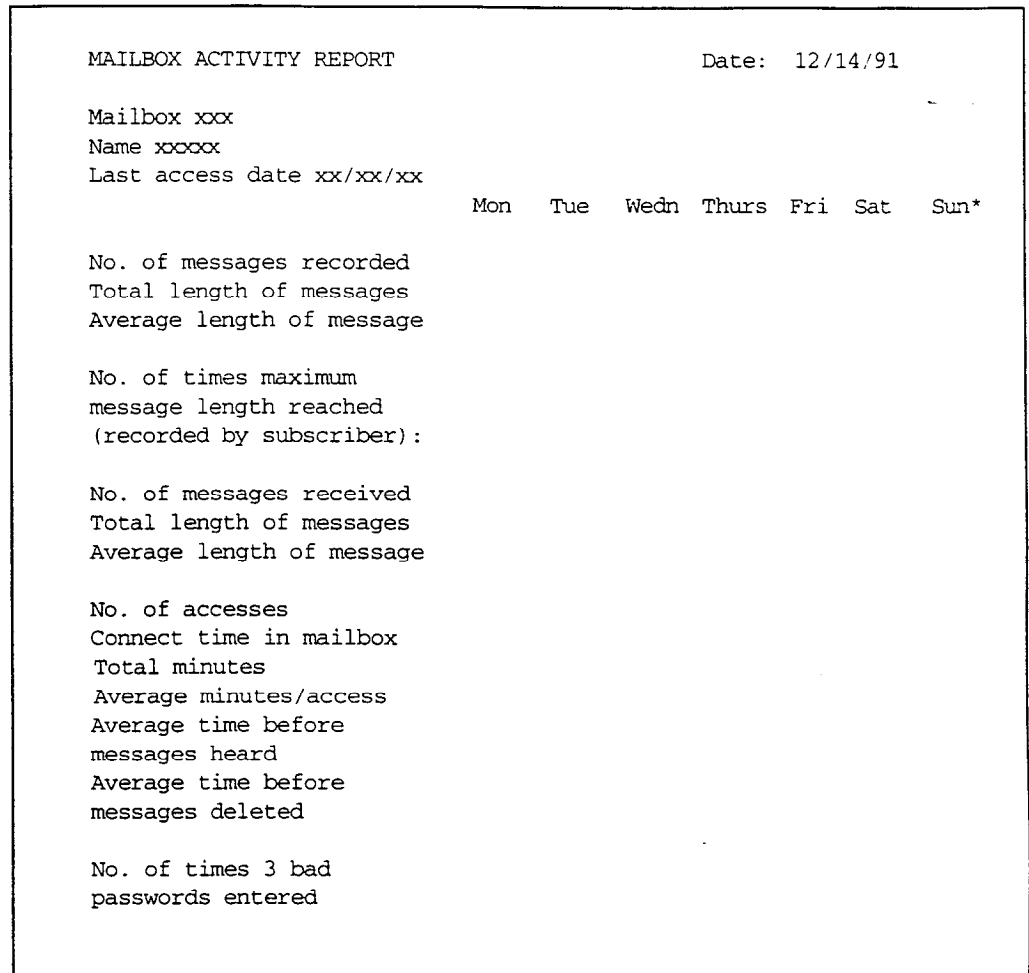 MAILBOX ACTIVITY REPORT Date: 12/14/91
Mailbox xxx
Name xxxxx
Last access date xx/xx/xx
Mon Tue Wedn Thurs Fri Sat Sun*
No. of messages recorded
Total length of messages
Average length of message
No. of times maximum
message length reached
(recorded by subscriber):
No. of messages received
Total length of messages
Average length of message
No. of accesses
Connect time in mailbox
Total minutes
Average minutes/access
Average time before
messages heard
Average time before
messages deleted
No. of times 3 bad
passwords entered